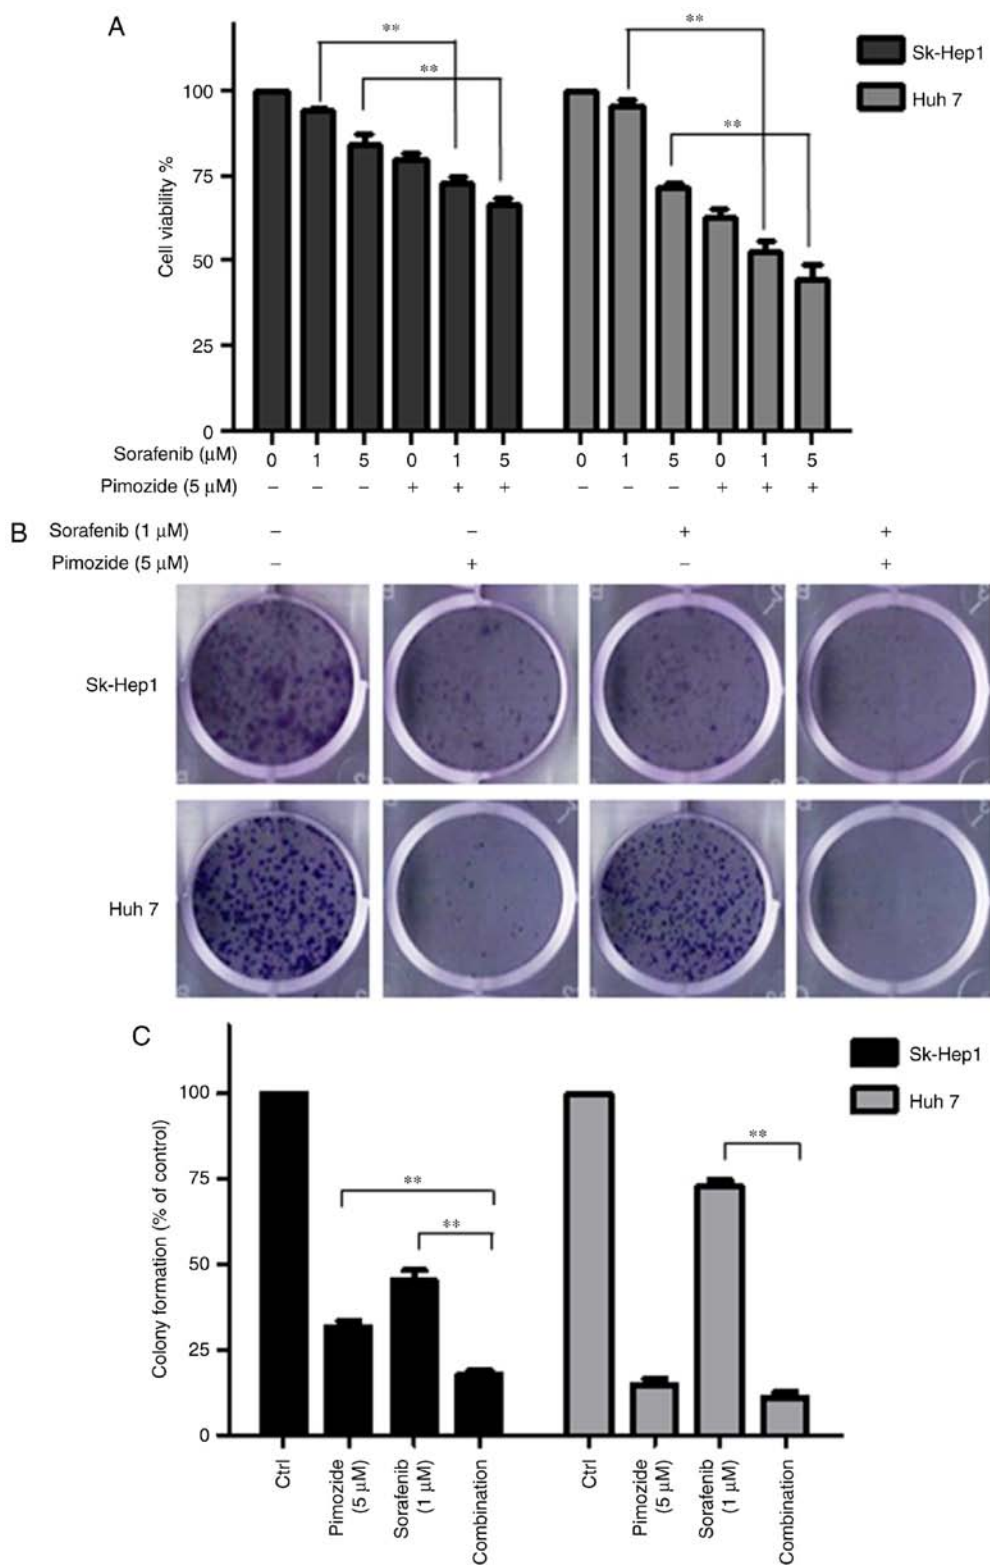 A
**
**
**
**
Sk-Hep1
Huh 7
Cell viability %
100
75
50
25
0
Sorafenib (μM) 0 1 5 0 1 5 0 1 5 0 1 5
Pimozide (5 μM) – – – + + + – – – + + +
B
Sorafenib (1 μM) – – + +
Pimozide (5 μM) – + – +
Sk-Hep1
Huh 7
C
Sk-Hep1
Huh 7
Colony formation (% of control)
100
75
50
25
0
**
**
**
Ctrl
Pimozide
(5 μM)
Sorafenib
(1 μM)
Combination
Ctrl
Pimozide
(5 μM)
Sorafenib
(1 μM)
Combination